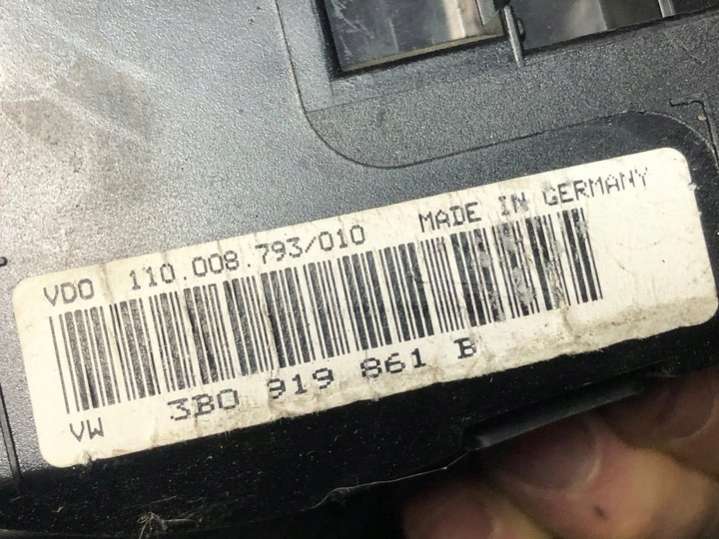 VDO 110.008.793/010 MADE IN GERMANY
VW 3B0 919 861 B